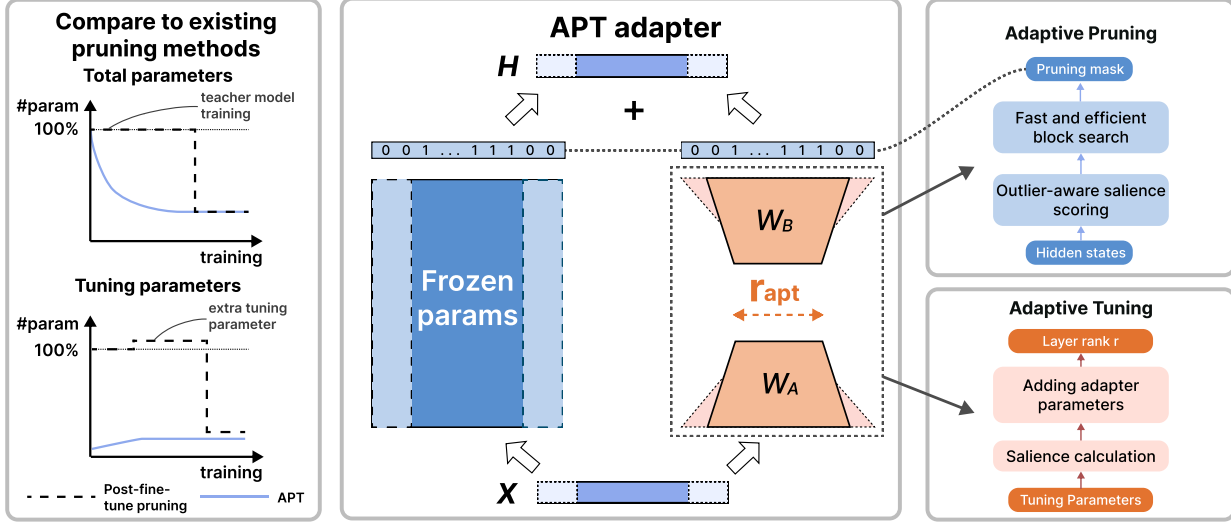 Compare to existing
pruning methods
Total parameters
#param
100%
teacher model
training
training
Tuning parameters
#param
100%
extra tuning
parameter
training
Post-fine-
tune pruning
APT
APT adapter
H
+
0 0 1 ... 1 1 1 0 0
0 0 1 ... 1 1 1 0 0
Frozen
params
W_B
r_apt
W_A
X
Adaptive Pruning
Pruning mask
Fast and efficient
block search
Outlier-aware salience
scoring
Hidden states
Adaptive Tuning
Layer rank r
Adding adapter
parameters
Salience calculation
Tuning Parameters